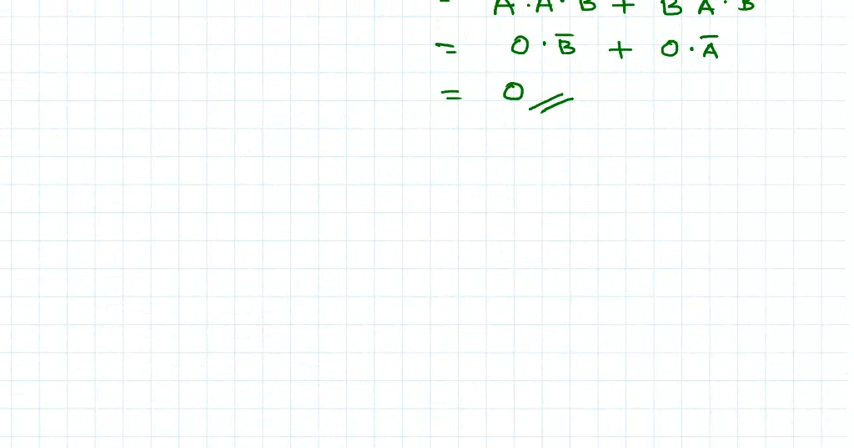 = A · A · B + B A · B
= 0 · B̅ + 0 · A̅
= 0